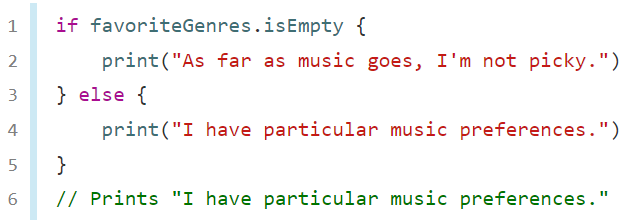 1 if favoriteGenres.isEmpty {
2     print("As far as music goes, I'm not picky.")
3 } else {
4     print("I have particular music preferences.")
5 }
6 // Prints "I have particular music preferences."